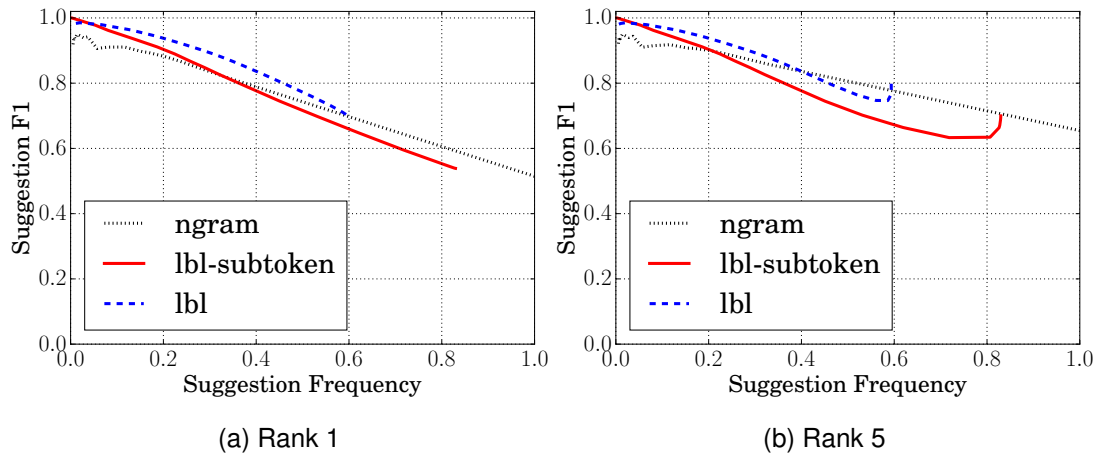 1.0
0.8
0.6
0.4
0.2
0.0
Suggestion F1
ngram
lbl-subtoken
lbl
0.0 0.2 0.4 0.6 0.8 1.0
Suggestion Frequency
(a) Rank 1
1.0
0.8
0.6
0.4
0.2
0.0
Suggestion F1
ngram
lbl-subtoken
lbl
0.0 0.2 0.4 0.6 0.8 1.0
Suggestion Frequency
(b) Rank 5